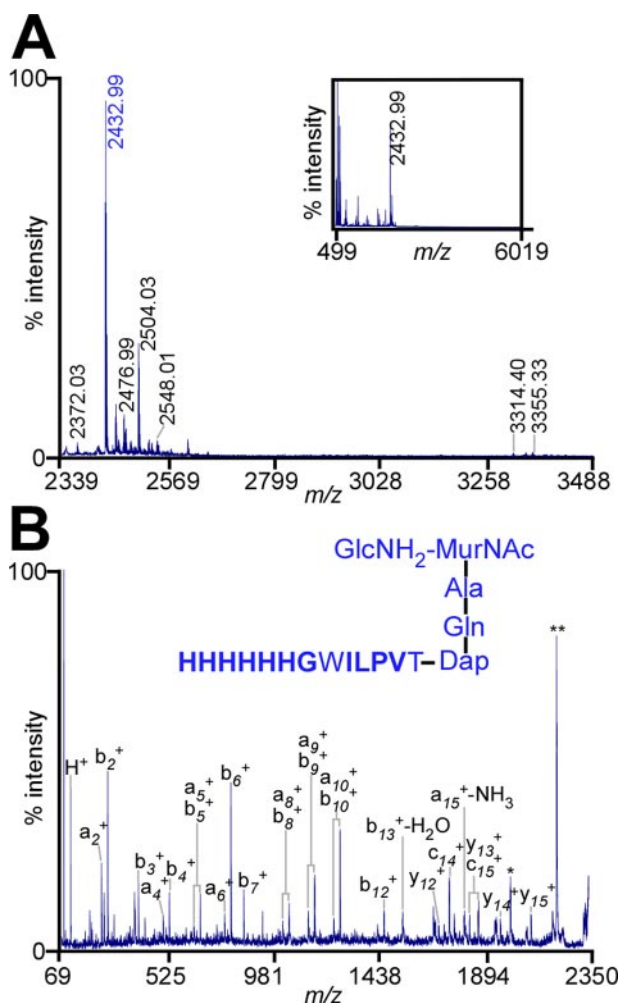 A
100
% intensity
0
2432.99
2372.03
2476.99
2504.03
2548.01
3314.40
3355.33
2339 2569 2799 3028 3258 3488
m/z
% intensity
2432.99
499 m/z 6019
B
100
% intensity
0
GlcNH2-MurNAc
Ala
Gln
HHHHHHGWILPVT-Dap
**
H+
a2+
b2+
b3+
a4+
b4+
a5+
b5+
a6+
b6+
b7+
a8+
b8+
a9+
b9+
a10+
b10+
b12+
b13+-H2O
y12+
c14+
a15+-NH3
y13+
c15+
y14+
*
y15+
69 525 981 1438 1894 2350
m/z